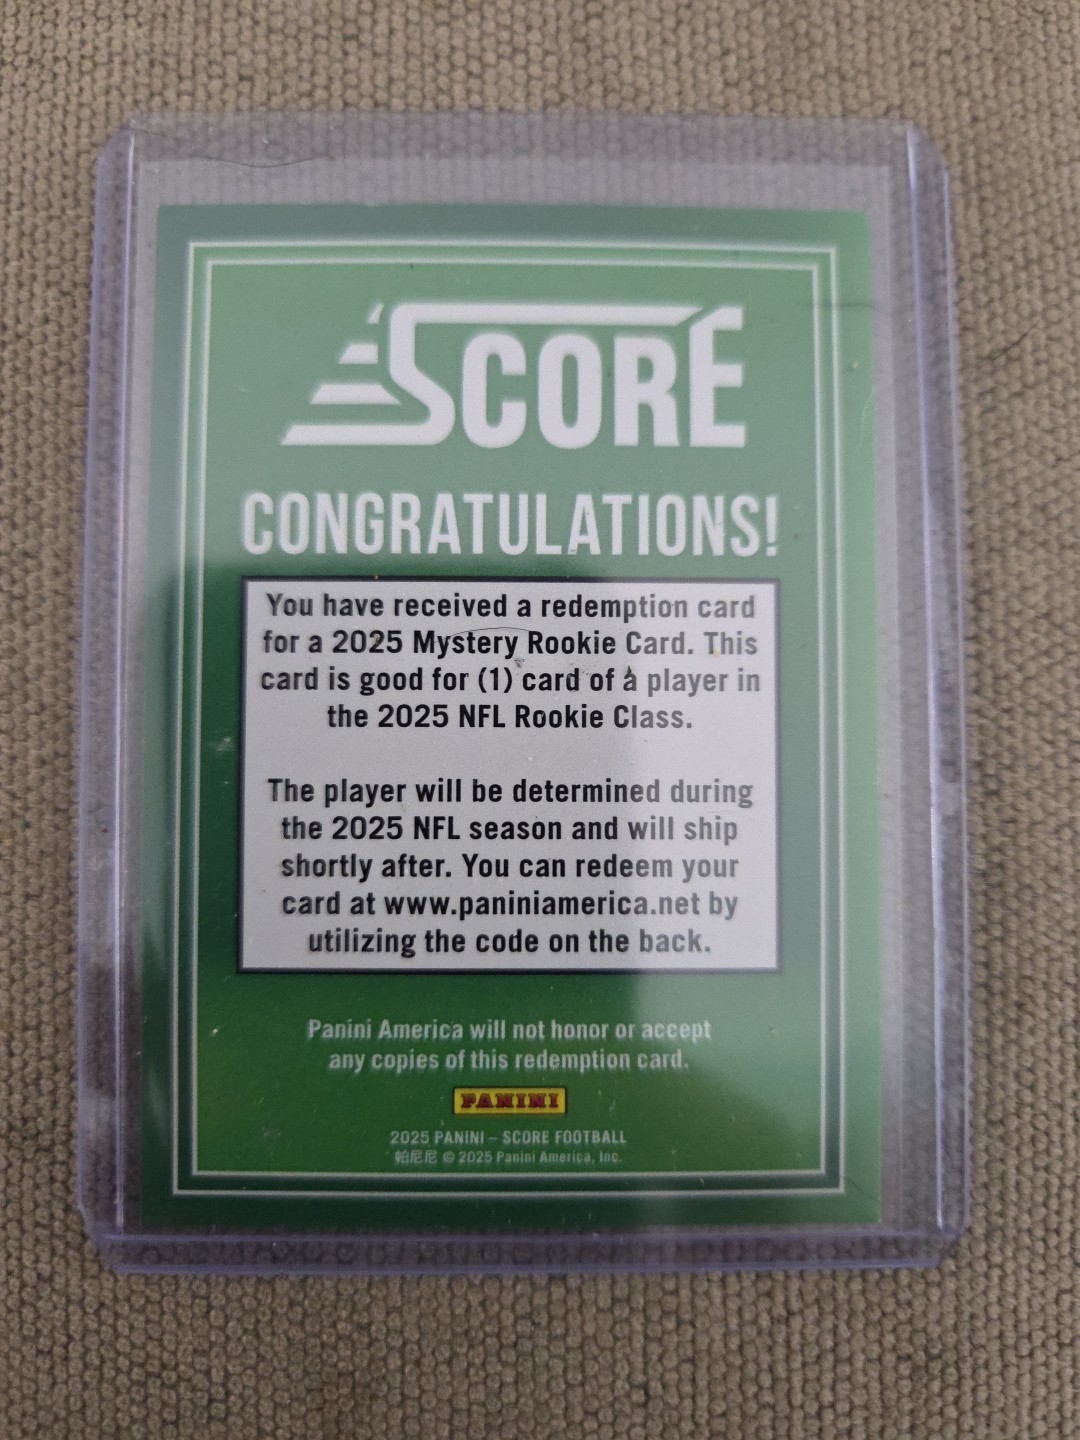 SCORE
CONGRATULATIONS!
You have received a redemption card
for a 2025 Mystery Rookie Card. This
card is good for (1) card of a player in
the 2025 NFL Rookie Class.
The player will be determined during
the 2025 NFL season and will ship
shortly after. You can redeem your
card at www.paniniamerica.net by
utilizing the code on the back.
Panini America will not honor or accept
any copies of this redemption card.
PANINI
2025 PANINI – SCORE FOOTBALL
帕尼尼 © 2025 Panini America, Inc.